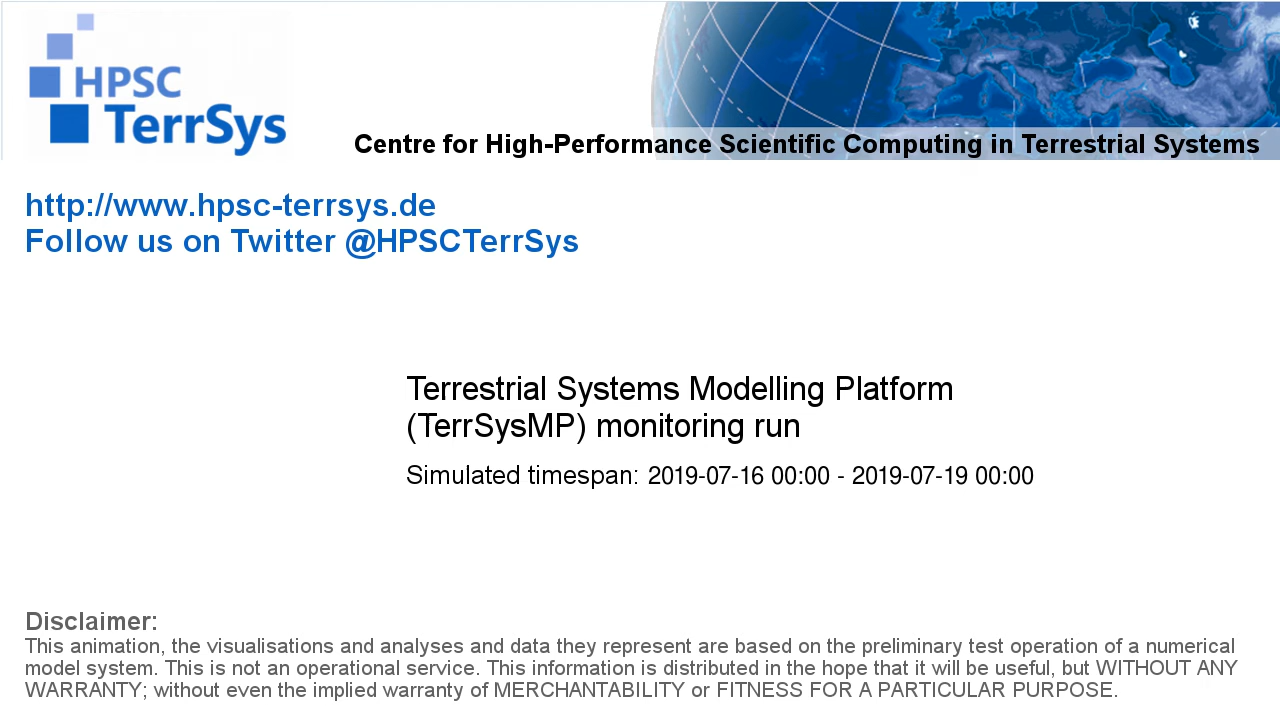 HPSC
TerrSys
Centre for High-Performance Scientific Computing in Terrestrial Systems
http://www.hpsc-terrsys.de
Follow us on Twitter @HPSCTerrSys
Terrestrial Systems Modelling Platform
(TerrSysMP) monitoring run
Simulated timespan: 2019-07-16 00:00 - 2019-07-19 00:00
Disclaimer:
This animation, the visualisations and analyses and data they represent are based on the preliminary test operation of a numerical
model system. This is not an operational service. This information is distributed in the hope that it will be useful, but WITHOUT ANY
WARRANTY; without even the implied warranty of MERCHANTABILITY or FITNESS FOR A PARTICULAR PURPOSE.